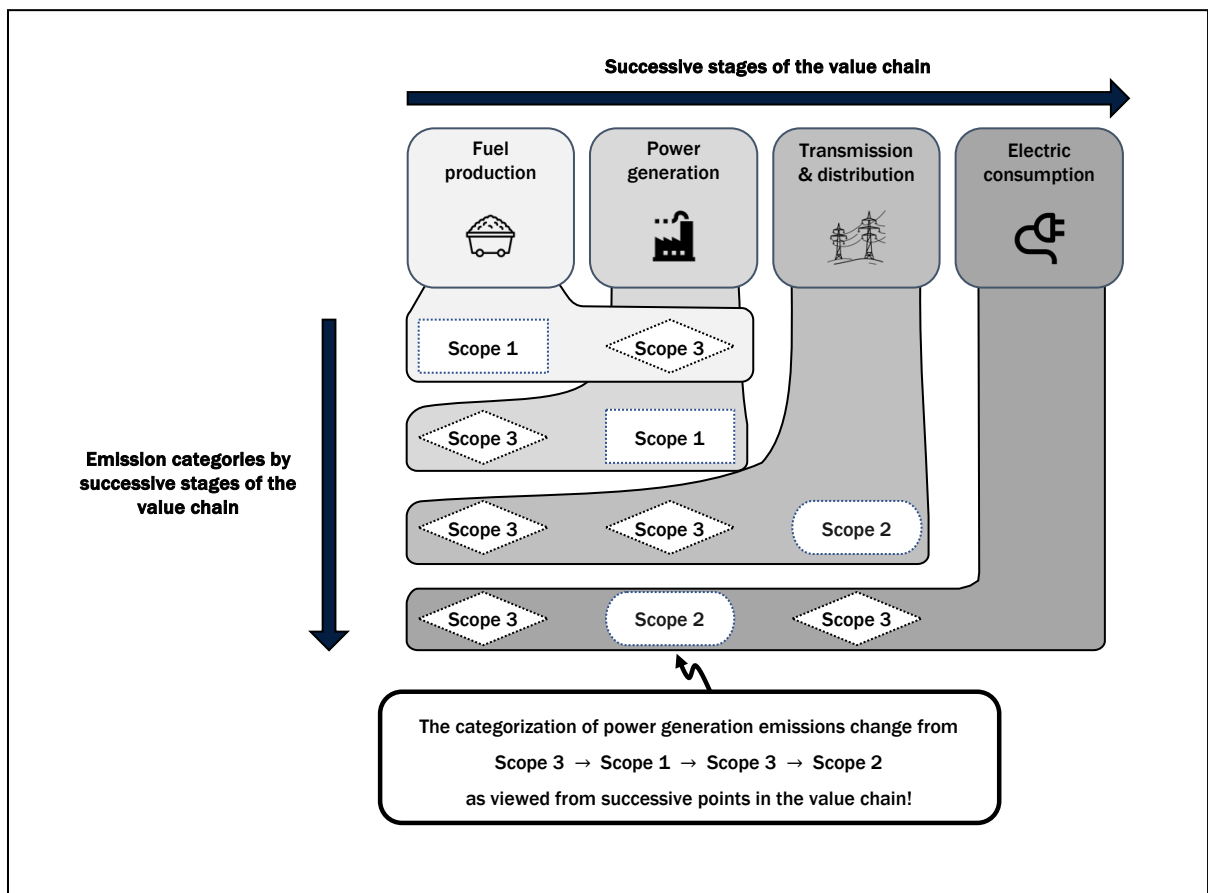 Successive stages of the value chain
Fuel
production
Power
generation
Transmission
& distribution
Electric
consumption
Scope 1
Scope 3
Scope 3
Scope 1
Emission categories by
successive stages of the
value chain
Scope 3
Scope 3
Scope 2
Scope 3
Scope 2
Scope 3
The categorization of power generation emissions change from
Scope 3 → Scope 1 → Scope 3 → Scope 2
as viewed from successive points in the value chain!